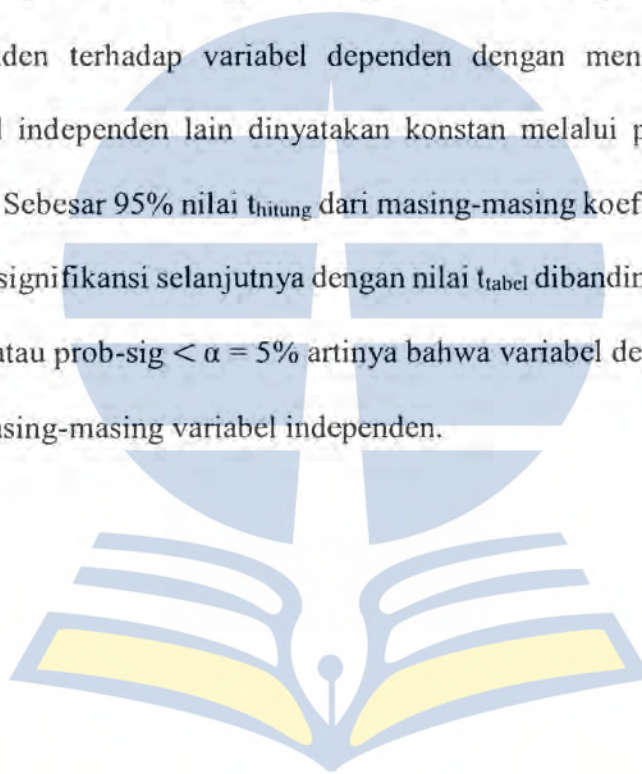 nden terhadap variabel dependen dengan men
l independen lain dinyatakan konstan melalui p
Sebesar 95% nilai thitung dari masing-masing koef
signifikansi selanjutnya dengan nilai ttabel dibandin
atau prob-sig < α = 5% artinya bahwa variabel de
asing-masing variabel independen.